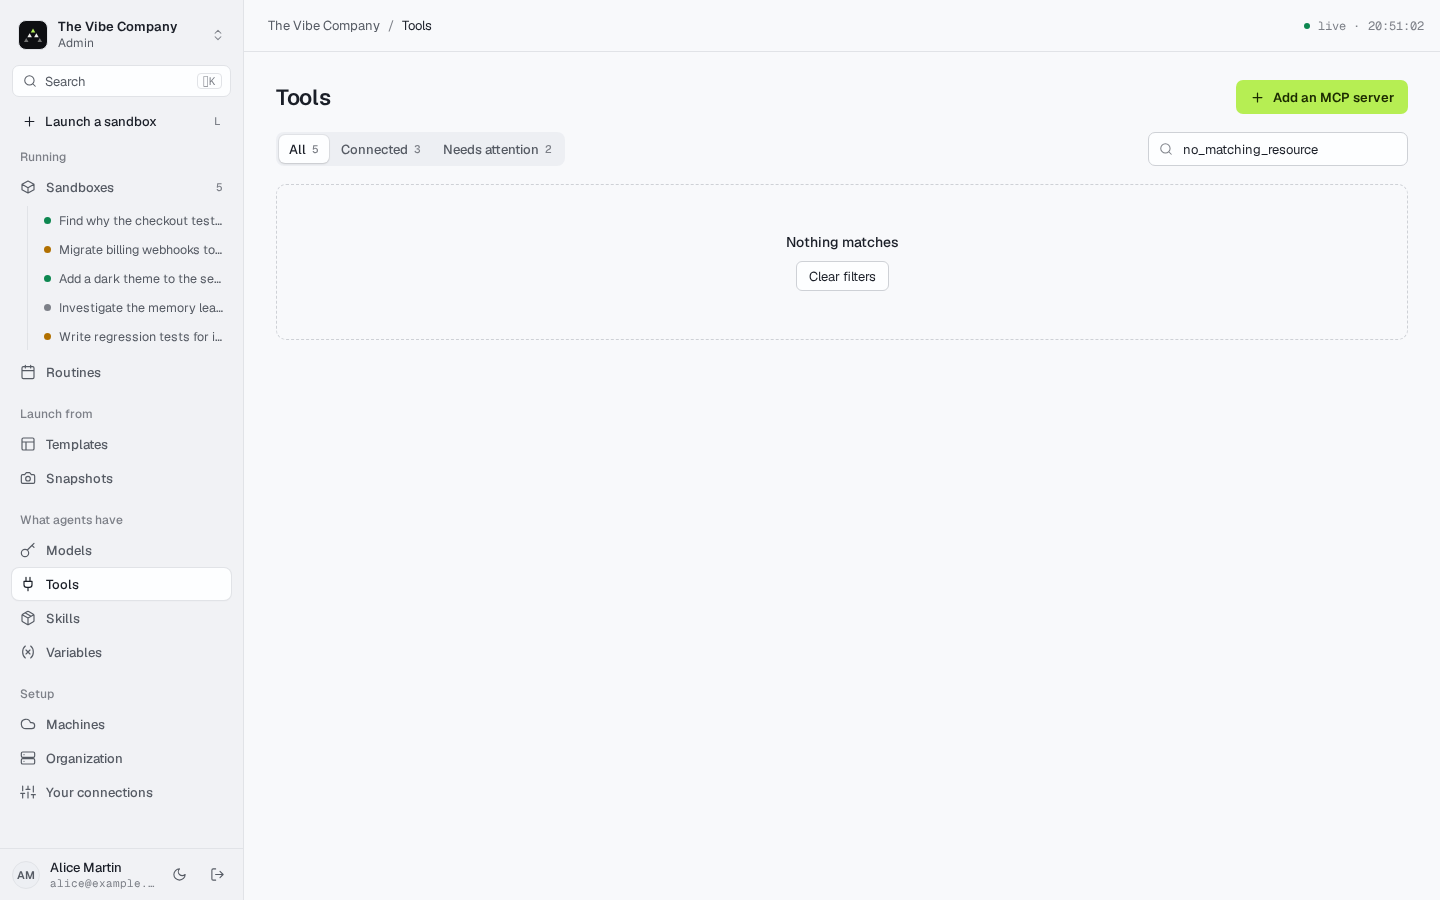 The Vibe Company
Admin
Search
K
Launch a sandbox L
Running
Sandboxes 5
Find why the checkout test…
Migrate billing webhooks to…
Add a dark theme to the se…
Investigate the memory lea…
Write regression tests for i…
Routines
Launch from
Templates
Snapshots
What agents have
Models
Tools
Skills
Variables
Setup
Machines
Organization
Your connections
AM
Alice Martin
alice@example.…
The Vibe Company / Tools
live · 20:51:02
Tools
Add an MCP server
All 5 Connected 3 Needs attention 2
no_matching_resource
Nothing matches
Clear filters